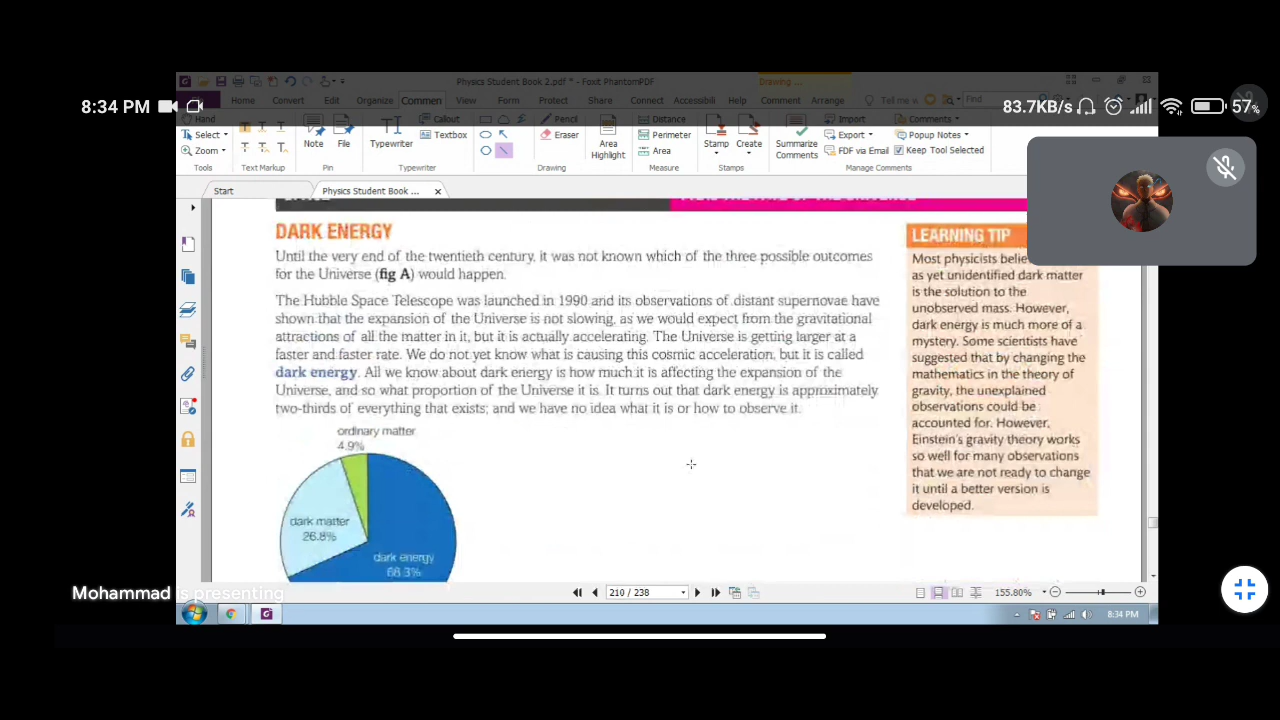 8:34 PM
83.7KB/s
57%
Physics Student Book 2.pdf * - Foxit PhantomPDF
Drawing ...
Home Convert Edit Organize Commen View Form Protect Share Connect Accessibili Help Comment Arrange Tell me Find
Hand
Select
Zoom
Tools
Text Markup
Note
File
Pin
Typewriter
Callout
Textbox
Typewriter
Pencil
Eraser
Drawing
Area
Highlight
Distance
Perimeter
Area
Measure
Stamp
Create
Stamps
Summarize
Comments
Import
Export
FDF via Email
Comments
Popup Notes
Keep Tool Selected
Manage Comments
Start
Physics Student Book ...
DARK ENERGY
Until the very end of the twentieth century, it was not known which of the three possible outcomes
for the Universe (fig A) would happen.
The Hubble Space Telescope was launched in 1990 and its observations of distant supernovae have
shown that the expansion of the Universe is not slowing, as we would expect from the gravitational
attractions of all the matter in it, but it is actually accelerating. The Universe is getting larger at a
faster and faster rate. We do not yet know what is causing this cosmic acceleration, but it is called
dark energy. All we know about dark energy is how much it is affecting the expansion of the
Universe, and so what proportion of the Universe it is. It turns out that dark energy is approximately
two-thirds of everything that exists; and we have no idea what it is or how to observe it.
ordinary matter
4.9%
dark matter
26.8%
dark energy
68.3%
LEARNING TIP
Most physicists believ
as yet unidentified dark matter
is the solution to the
unobserved mass. However,
dark energy is much more of a
mystery. Some scientists have
suggested that by changing the
mathematics in the theory of
gravity, the unexplained
observations could be
accounted for. However,
Einstein's gravity theory works
so well for many observations
that we are not ready to change
it until a better version is
developed.
Mohammad is presenting
210 / 238
155.80%
8:34 PM